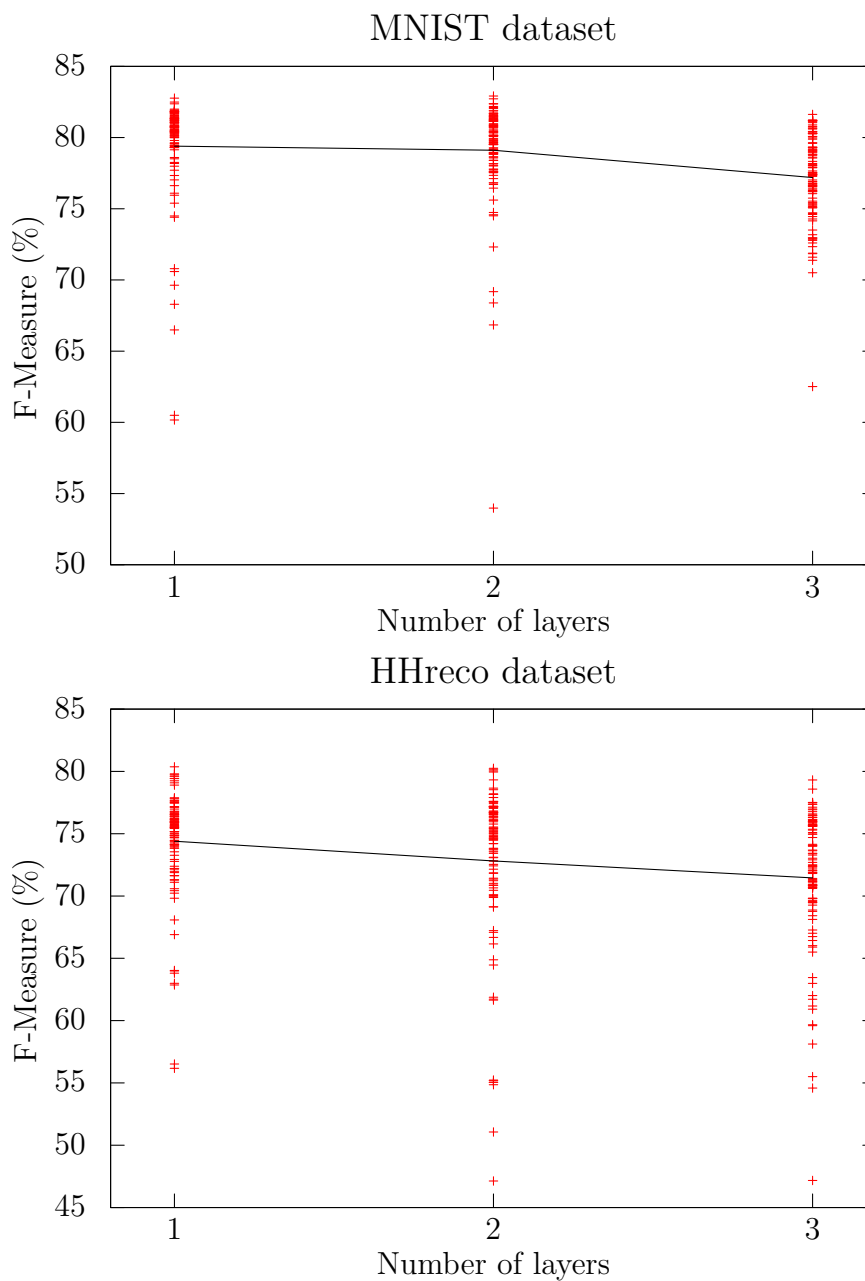 MNIST dataset
85
80
75
70
65
60
55
50
F-Measure (%)
1 2 3
Number of layers
HHreco dataset
85
80
75
70
65
60
55
50
45
F-Measure (%)
1 2 3
Number of layers